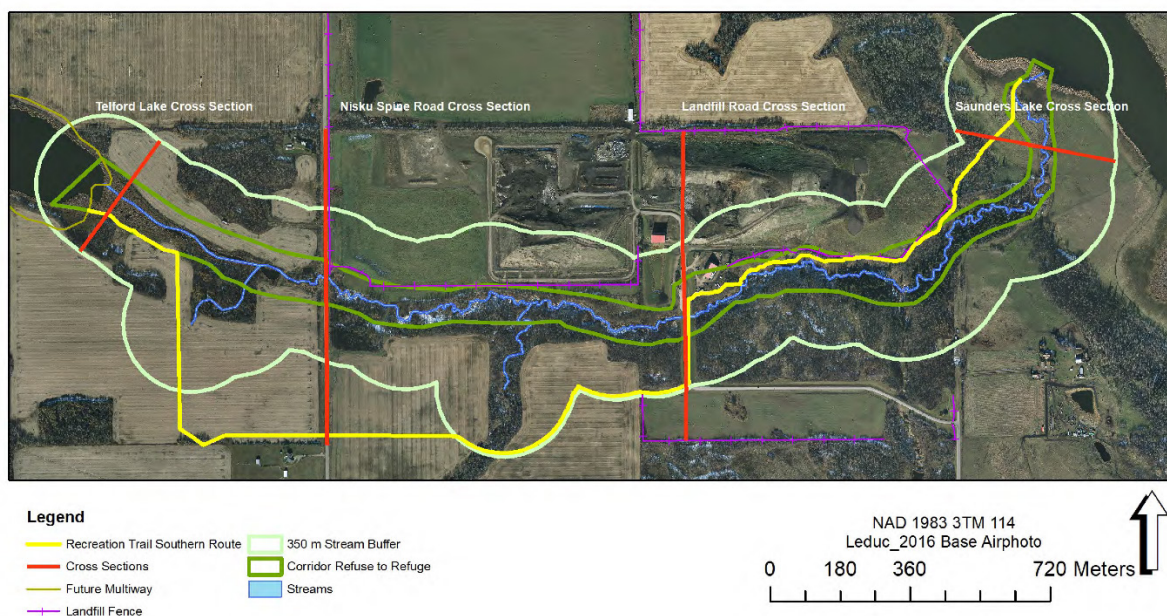 Telford Lake Cross Section Nisku Spine Road Cross Section Landfill Road Cross Section Saunders Lake Cross Section
Legend
Recreation Trail Southern Route 350 m Stream Buffer
Cross Sections Corridor Refuse to Refuge
Future Multiway Streams
Landfill Fence
NAD 1983 3TM 114
Leduc_2016 Base Airphoto
0 180 360 720 Meters